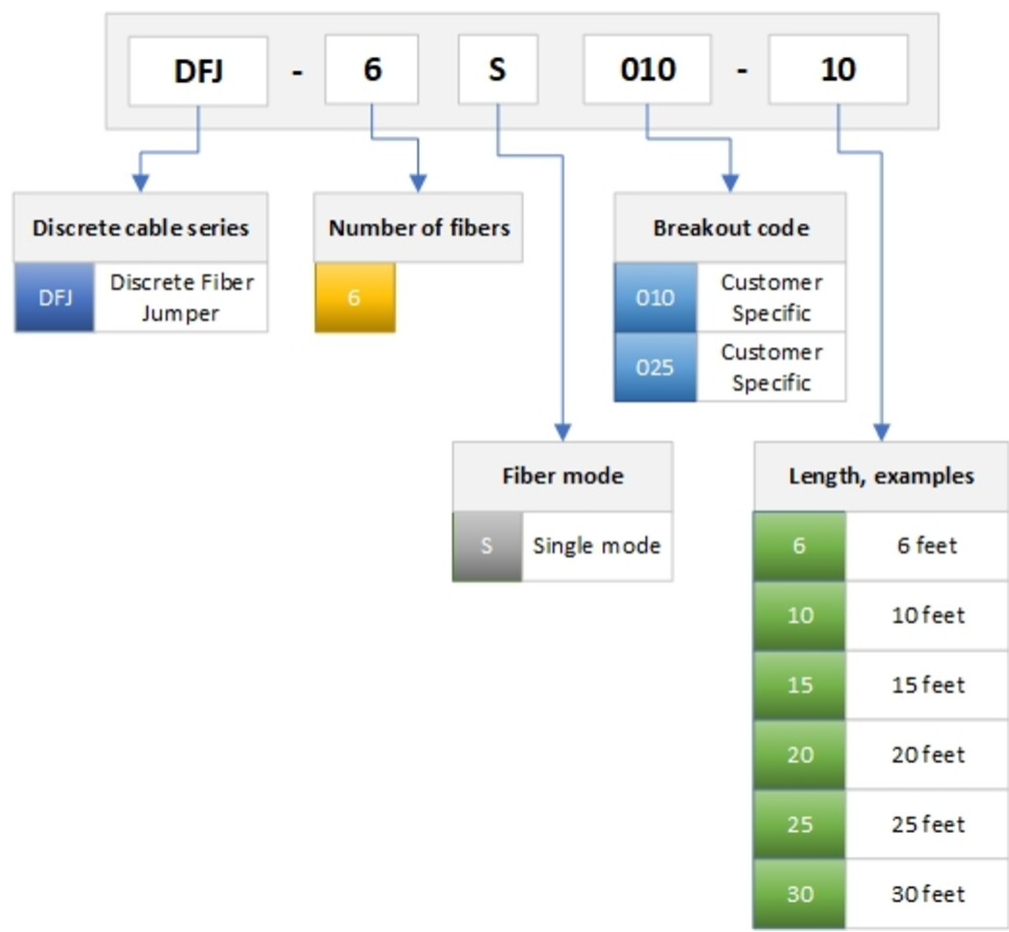 DFJ - 6 S 010 - 10
Discrete cable series
DFJ
Discrete Fiber
Jumper
Number of fibers
6
Breakout code
010
Customer
Specific
025
Customer
Specific
Fiber mode
S
Single mode
Length, examples
6
6 feet
10
10 feet
15
15 feet
20
20 feet
25
25 feet
30
30 feet